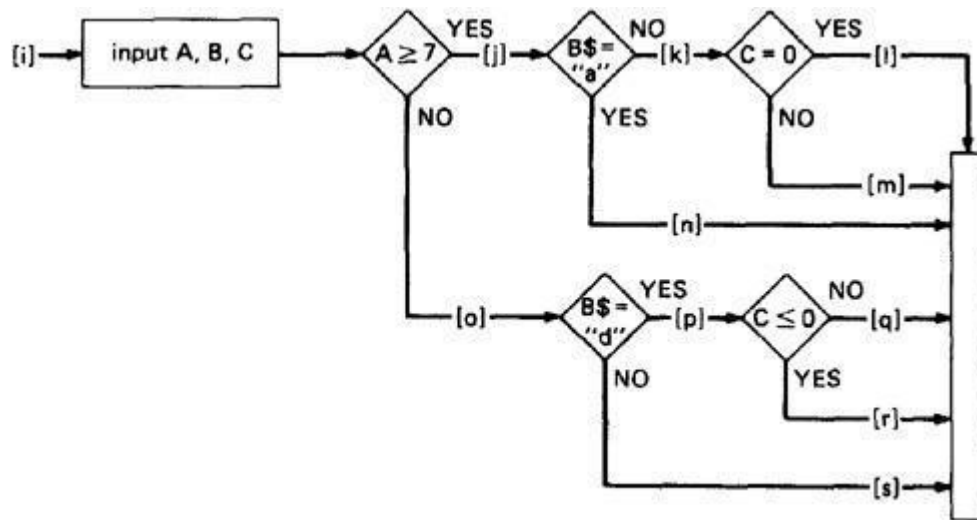 YES NO YES
[i] input A, B, C A ≥ 7 [j] B$ = [k] C = 0 [l]
"a"
NO YES NO
[m]
[n]
YES NO
[o] B$ = [p] C ≤ 0 [q]
"d"
NO YES
[r]
[s]